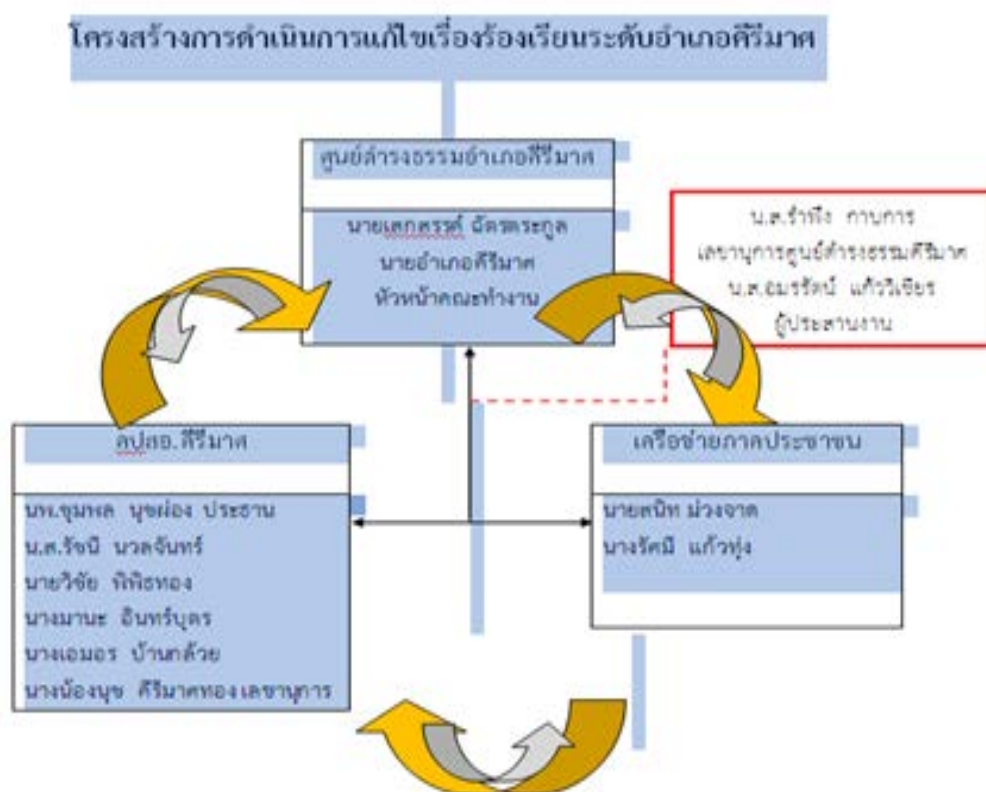 โครงสร้างการดำเนินการแก้ไขเรื่องร้องเรียนระดับอำเภอคีรีมาศ
ศูนย์ดำรงธรรมอำเภอคีรีมาศ
นายเสกสรรค์ ฉัตรตระกูล
นายอำเภอคีรีมาศ
หัวหน้าคณะทำงาน
น.ส.รำพึง กาบการ
เลขานุการศูนย์ดำรงธรรมคีรีมาศ
น.ส.อมรรัตน์ แก้ววิเชียร
ผู้ประสานงาน
คปสอ.คีรีมาศ
นพ.ชุมพล นุชผ่อง ประธาน
น.ส.รัชนี นวลจันทร์
นายวิชัย พิพิธทอง
นางมานะ อินทร์บุตร
นางเอมอร บ้านกล้วย
นางน้องนุช คีรีมาศทอง เลขานุการ
เครือข่ายภาคประชาชน
นายสนิท ม่วงจาด
นางรัศมี แก้วทุ่ง